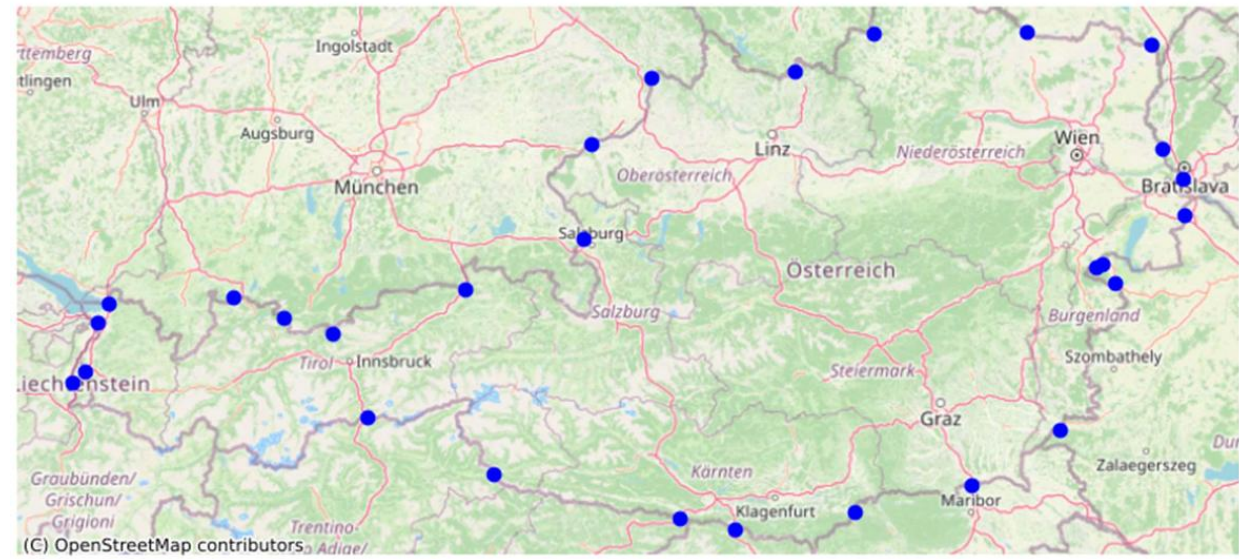 Ingolstadt
ttemberg
tlingen
Ulm
Augsburg
Linz
Wien
Niederösterreich
München
Oberösterreich
Bratislava
Salzburg
Österreich
Salzburg
Burgenland
Tirol
Innsbruck
Szombathely
Liechtenstein
Steiermark
Graz
Zalaegerszeg
Graubünden/
Grischun/
Grigioni
Kärnten
Maribor
Klagenfurt
Trentino-
o Adige/
(C) OpenStreetMap contributors